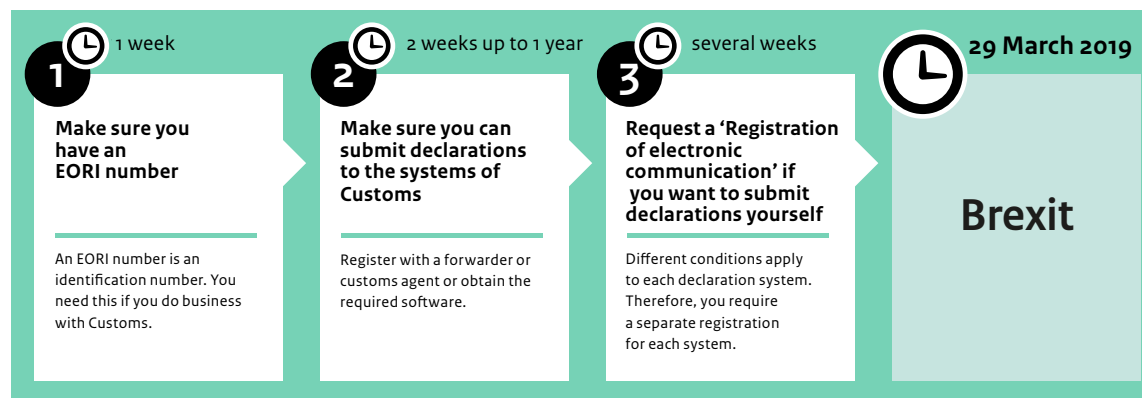 1
1 week
Make sure you
have an
EORI number
An EORI number is an
identification number. You
need this if you do business
with Customs.
2
2 weeks up to 1 year
Make sure you can
submit declarations
to the systems of
Customs
Register with a forwarder or
customs agent or obtain the
required software.
3
several weeks
Request a ‘Registration
of electronic
communication’ if
you want to submit
declarations yourself
Different conditions apply
to each declaration system.
Therefore, you require
a separate registration
for each system.
29 March 2019
Brexit